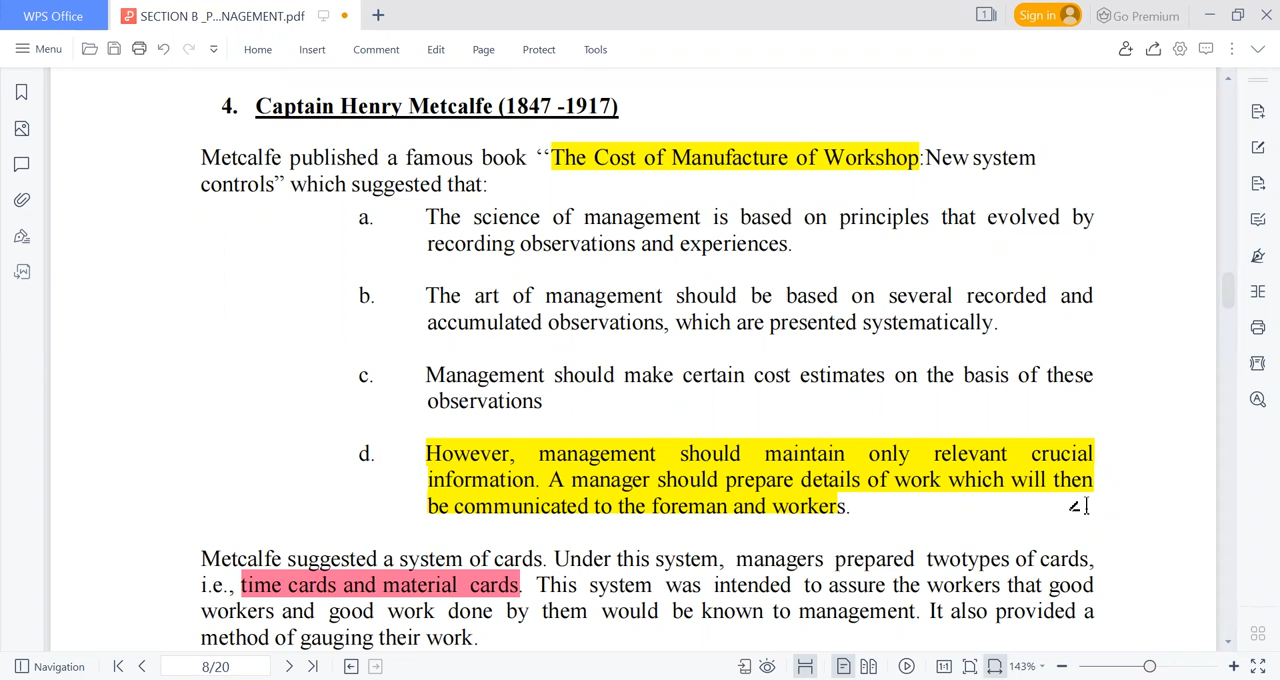 WPS Office
SECTION B _P...NAGEMENT.pdf
1
Sign in
Go Premium
Menu
Home
Insert
Comment
Edit
Page
Protect
Tools
4. Captain Henry Metcalfe (1847 -1917)
Metcalfe published a famous book ‘‘The Cost of Manufacture of Workshop:New system
controls” which suggested that:
a. The science of management is based on principles that evolved by
recording observations and experiences.
b. The art of management should be based on several recorded and
accumulated observations, which are presented systematically.
c. Management should make certain cost estimates on the basis of these
observations
d. However, management should maintain only relevant crucial
information. A manager should prepare details of work which will then
be communicated to the foreman and workers.
Metcalfe suggested a system of cards. Under this system, managers prepared twotypes of cards,
i.e., time cards and material cards. This system was intended to assure the workers that good
workers and good work done by them would be known to management. It also provided a
method of gauging their work.
Navigation
8/20
1:1
143%